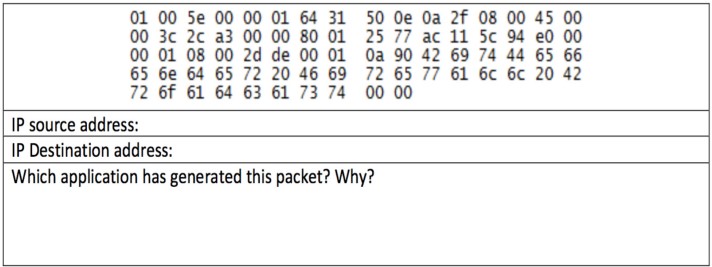 01 00 5e 00 00 01 64 31 50 0e 0a 2f 08 00 45 00
00 3c 2c a3 00 00 80 01 25 77 ac 11 5c 94 e0 00
00 01 08 00 2d de 00 01 0a 90 42 69 74 44 65 66
65 6e 64 65 72 20 46 69 72 65 77 61 6c 6c 20 42
72 6f 61 64 63 61 73 74 00 00
IP source address:
IP Destination address:
Which application has generated this packet? Why?